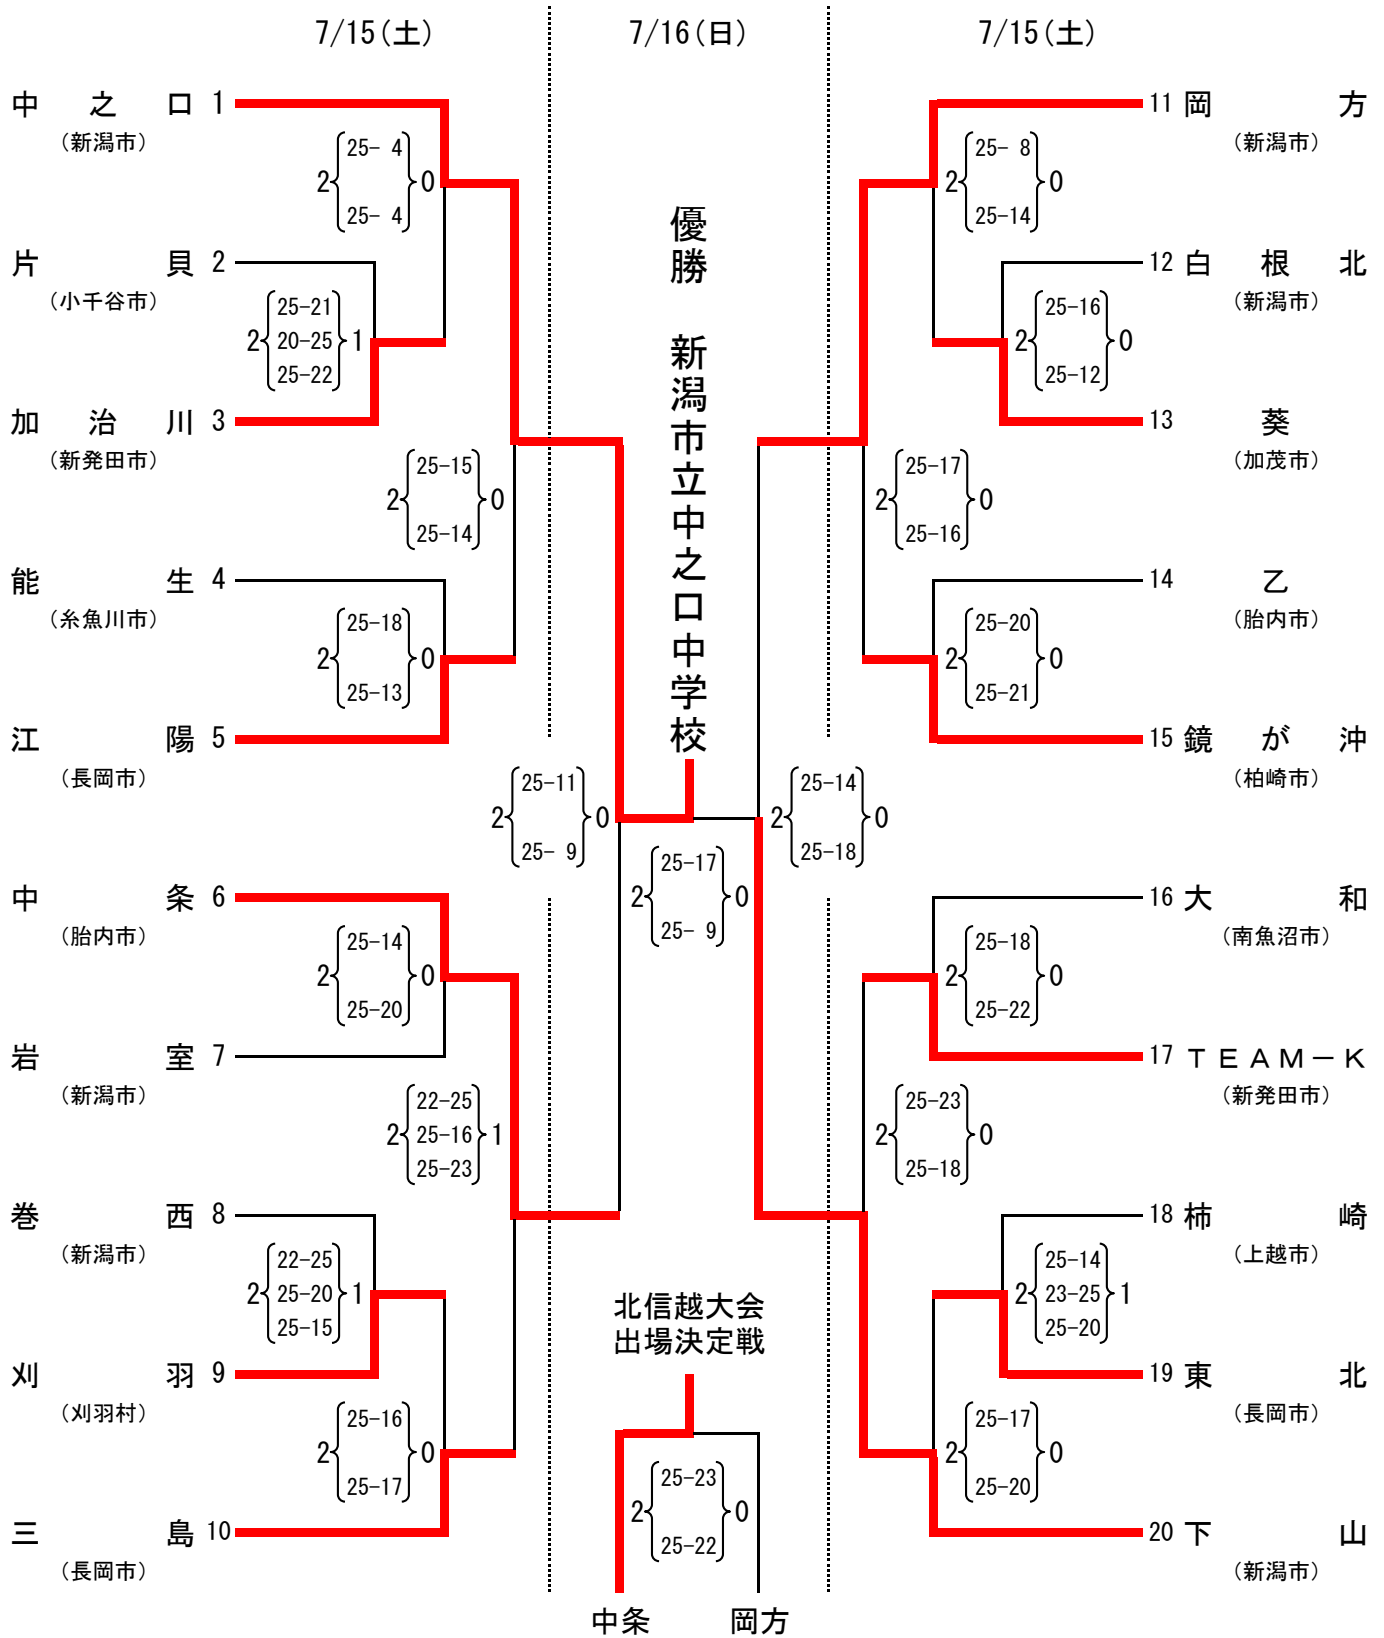 7/15(土)
7/16(日)
7/15(土)
中之口 1
(新潟市)
2 25- 4 0
25- 4
片貝 2
(小千谷市)
25-21
2 20-25 1
25-22
加治川 3
(新発田市)
25-15
2 0
25-14
能生 4
(糸魚川市)
25-18
2 0
25-13
江陽 5
(長岡市)
25-11
2 0
25- 9
中条 6
(胎内市)
25-14
2 0
25-20
岩室 7
(新潟市)
22-25
2 25-16 1
25-23
巻西 8
(新潟市)
22-25
2 25-20 1
25-15
刈羽 9
(刈羽村)
25-16
2 0
25-17
三島 10
(長岡市)
優勝 新潟市立中之口中学校
25-17
2 0
25- 9
北信越大会
出場決定戦
25-23
2 0
25-22
中条 岡方
11 岡方
(新潟市)
25- 8
2 0
25-14
12 白根北
(新潟市)
25-16
2 0
25-12
13 葵
(加茂市)
25-17
2 0
25-16
14 乙
(胎内市)
25-20
2 0
25-21
15 鏡が沖
(柏崎市)
25-14
2 0
25-18
16 大和
(南魚沼市)
25-18
2 0
25-22
17 TEAM-K
(新発田市)
25-23
2 0
25-18
18 柿崎
(上越市)
25-14
2 23-25 1
25-20
19 東北
(長岡市)
25-17
2 0
25-20
20 下山
(新潟市)